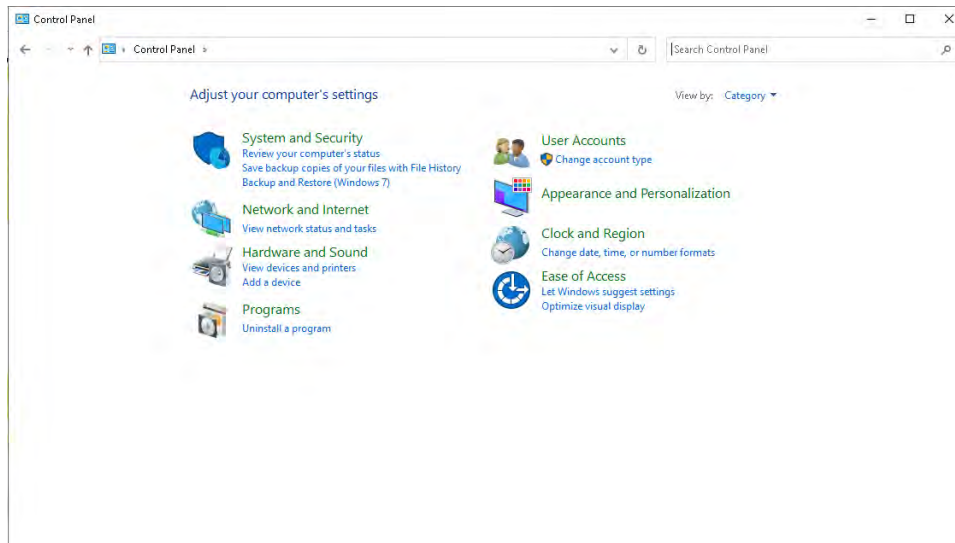 Control Panel
Control Panel
Search Control Panel
Adjust your computer's settings
View by: Category
System and Security
Review your computer's status
Save backup copies of your files with File History
Backup and Restore (Windows 7)
Network and Internet
View network status and tasks
Hardware and Sound
View devices and printers
Add a device
Programs
Uninstall a program
User Accounts
Change account type
Appearance and Personalization
Clock and Region
Change date, time, or number formats
Ease of Access
Let Windows suggest settings
Optimize visual display